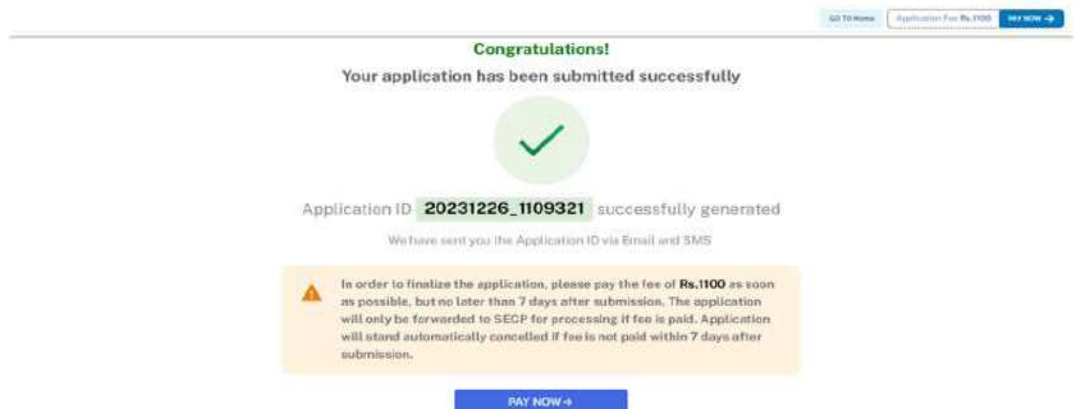 GO TO Home Application Fee Rs.1100 PAY NOW →
Congratulations!
Your application has been submitted successfully
Application ID 20231226_1109321 successfully generated
We have sent you the Application ID via Email and SMS
In order to finalize the application, please pay the fee of Rs.1100 as soon
as possible, but no later than 7 days after submission. The application
will only be forwarded to SECP for processing if fee is paid. Application
will stand automatically cancelled if fee is not paid within 7 days after
submission.
PAY NOW →